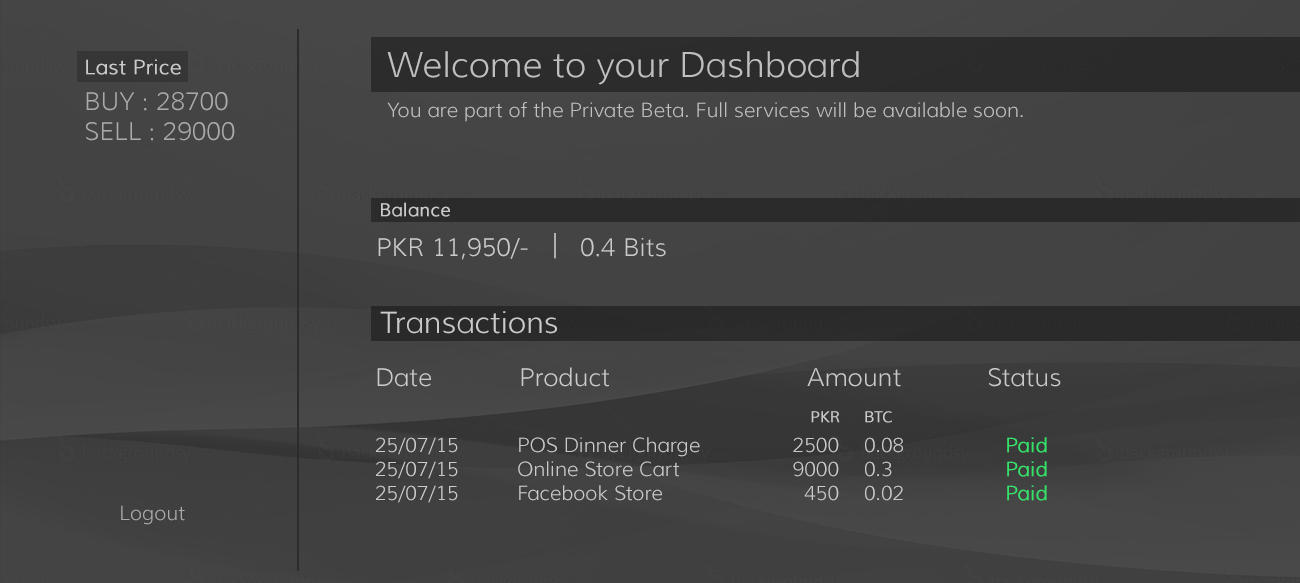 Last Price
BUY : 28700
SELL : 29000
Logout
Welcome to your Dashboard
You are part of the Private Beta. Full services will be available soon.
Balance
PKR 11,950/- | 0.4 Bits
Transactions
Date Product Amount Status
PKR BTC
25/07/15 POS Dinner Charge 2500 0.08 Paid
25/07/15 Online Store Cart 9000 0.3 Paid
25/07/15 Facebook Store 450 0.02 Paid